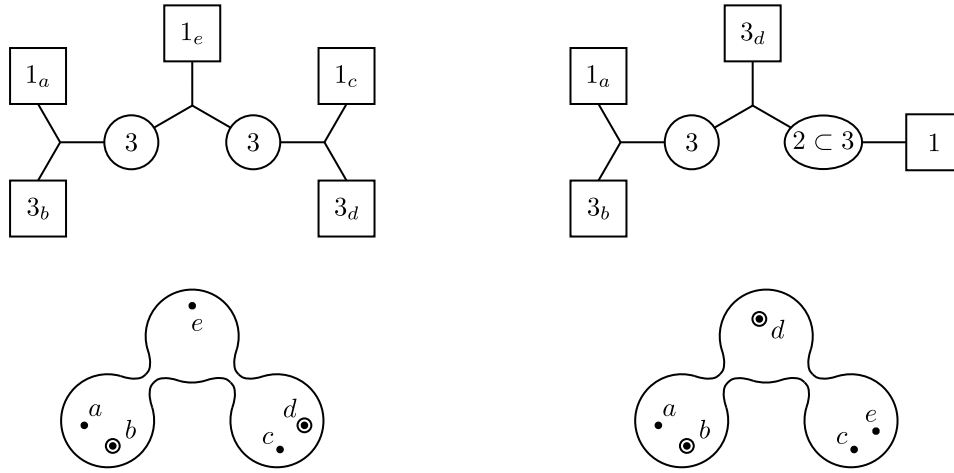 1_e 3_d
1_a 1_c 1_a
3 3 3 2 ⊂ 3 1
3_b 3_d 3_b
e d
a d a e
b c b c